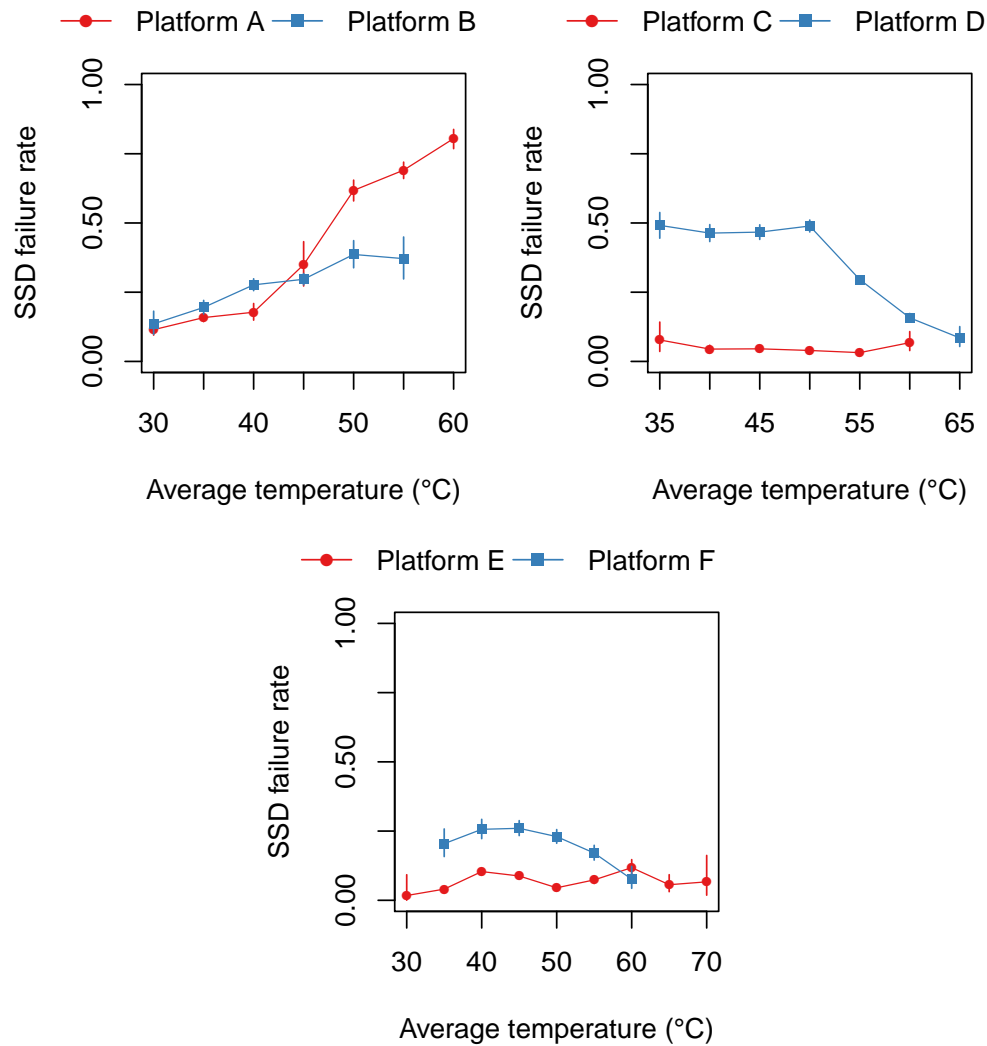 Platform A Platform B
SSD failure rate
1.00
0.50
0.00
30 40 50 60
Average temperature (°C)
Platform C Platform D
SSD failure rate
1.00
0.50
0.00
35 45 55 65
Average temperature (°C)
Platform E Platform F
SSD failure rate
1.00
0.50
0.00
30 40 50 60 70
Average temperature (°C)